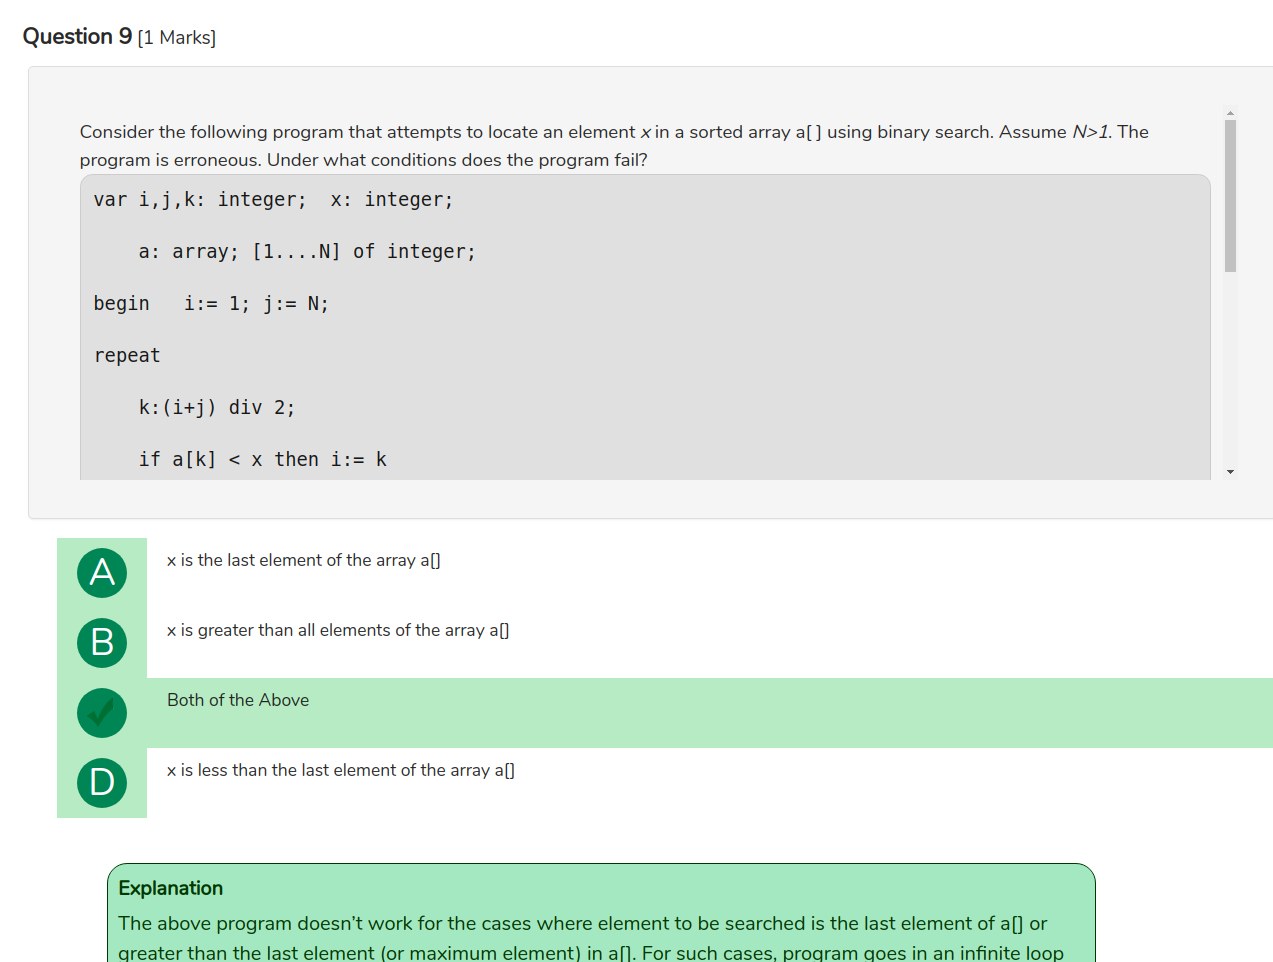 Question 9 [1 Marks]
Consider the following program that attempts to locate an element x in a sorted array a[ ] using binary search. Assume N>1. The
program is erroneous. Under what conditions does the program fail?
var i,j,k: integer;  x: integer;
a: array; [1....N] of integer;
begin   i:= 1; j:= N;
repeat
k:(i+j) div 2;
if a[k] < x then i:= k
A
x is the last element of the array a[]
B
x is greater than all elements of the array a[]
Both of the Above
D
x is less than the last element of the array a[]
Explanation
The above program doesn’t work for the cases where element to be searched is the last element of a[] or
greater than the last element (or maximum element) in a[]. For such cases, program goes in an infinite loop